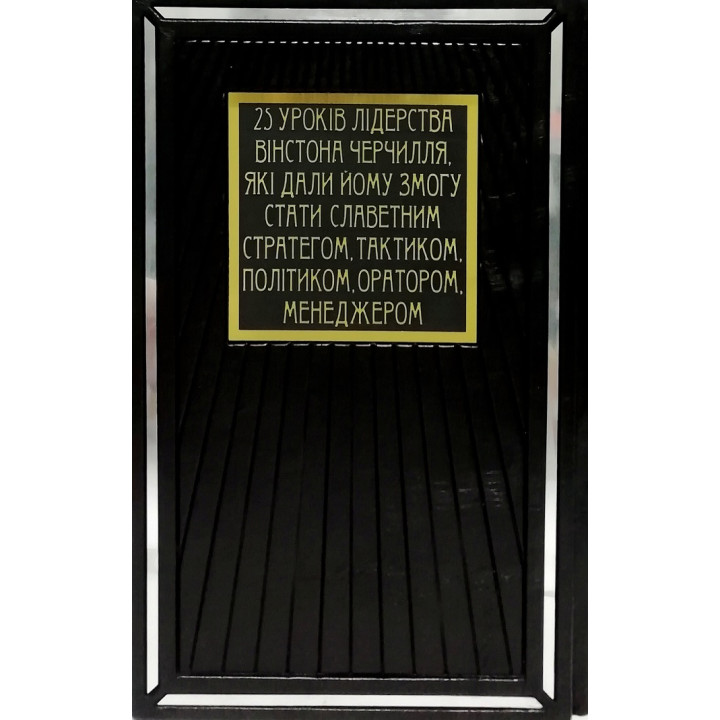 25 УРОКІВ ЛІДЕРСТВА
ВІНСТОНА ЧЕРЧИЛЛЯ,
ЯКІ ДАЛИ ЙОМУ ЗМОГУ
СТАТИ СЛАВЕТНИМ
СТРАТЕГОМ, ТАКТИКОМ,
ПОЛІТИКОМ, ОРАТОРОМ,
МЕНЕДЖЕРОМ